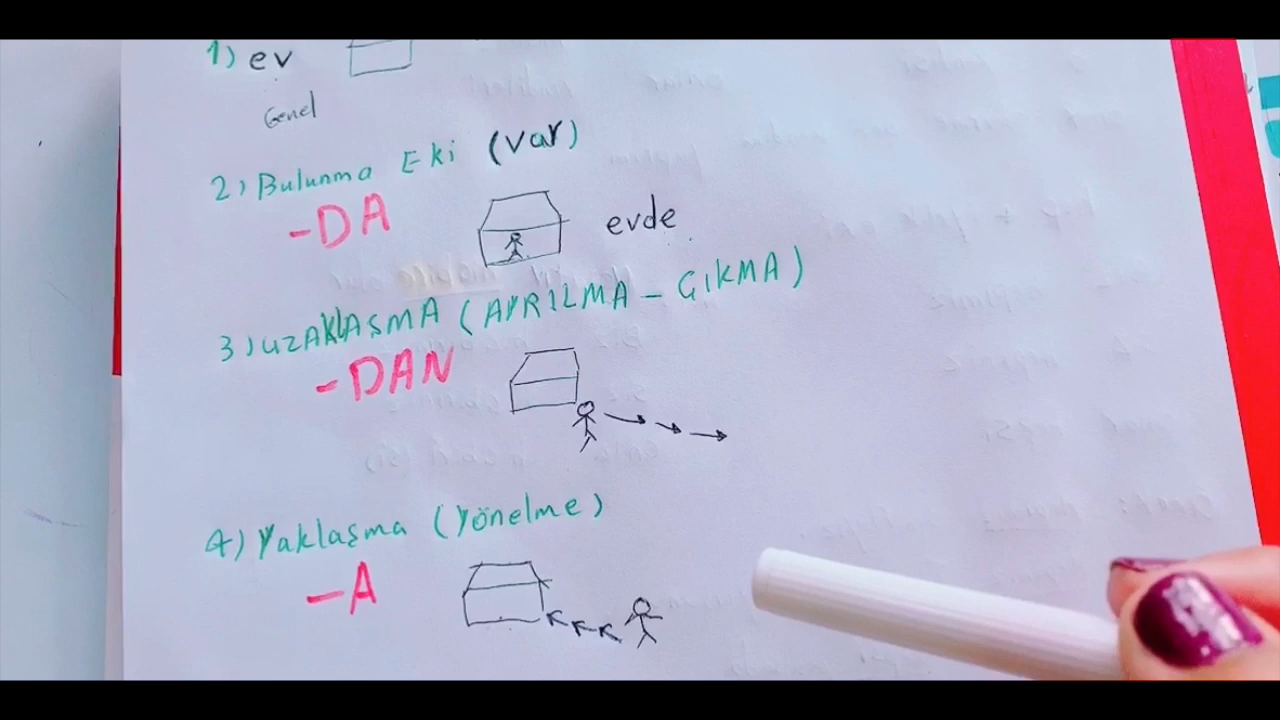 1) ev
Genel
2) Bulunma Eki (var)
-DA
evde
3) UZAKLAŞMA (AYRILMA - ÇIKMA)
-DAN
4) Yaklaşma (yönelme)
-A